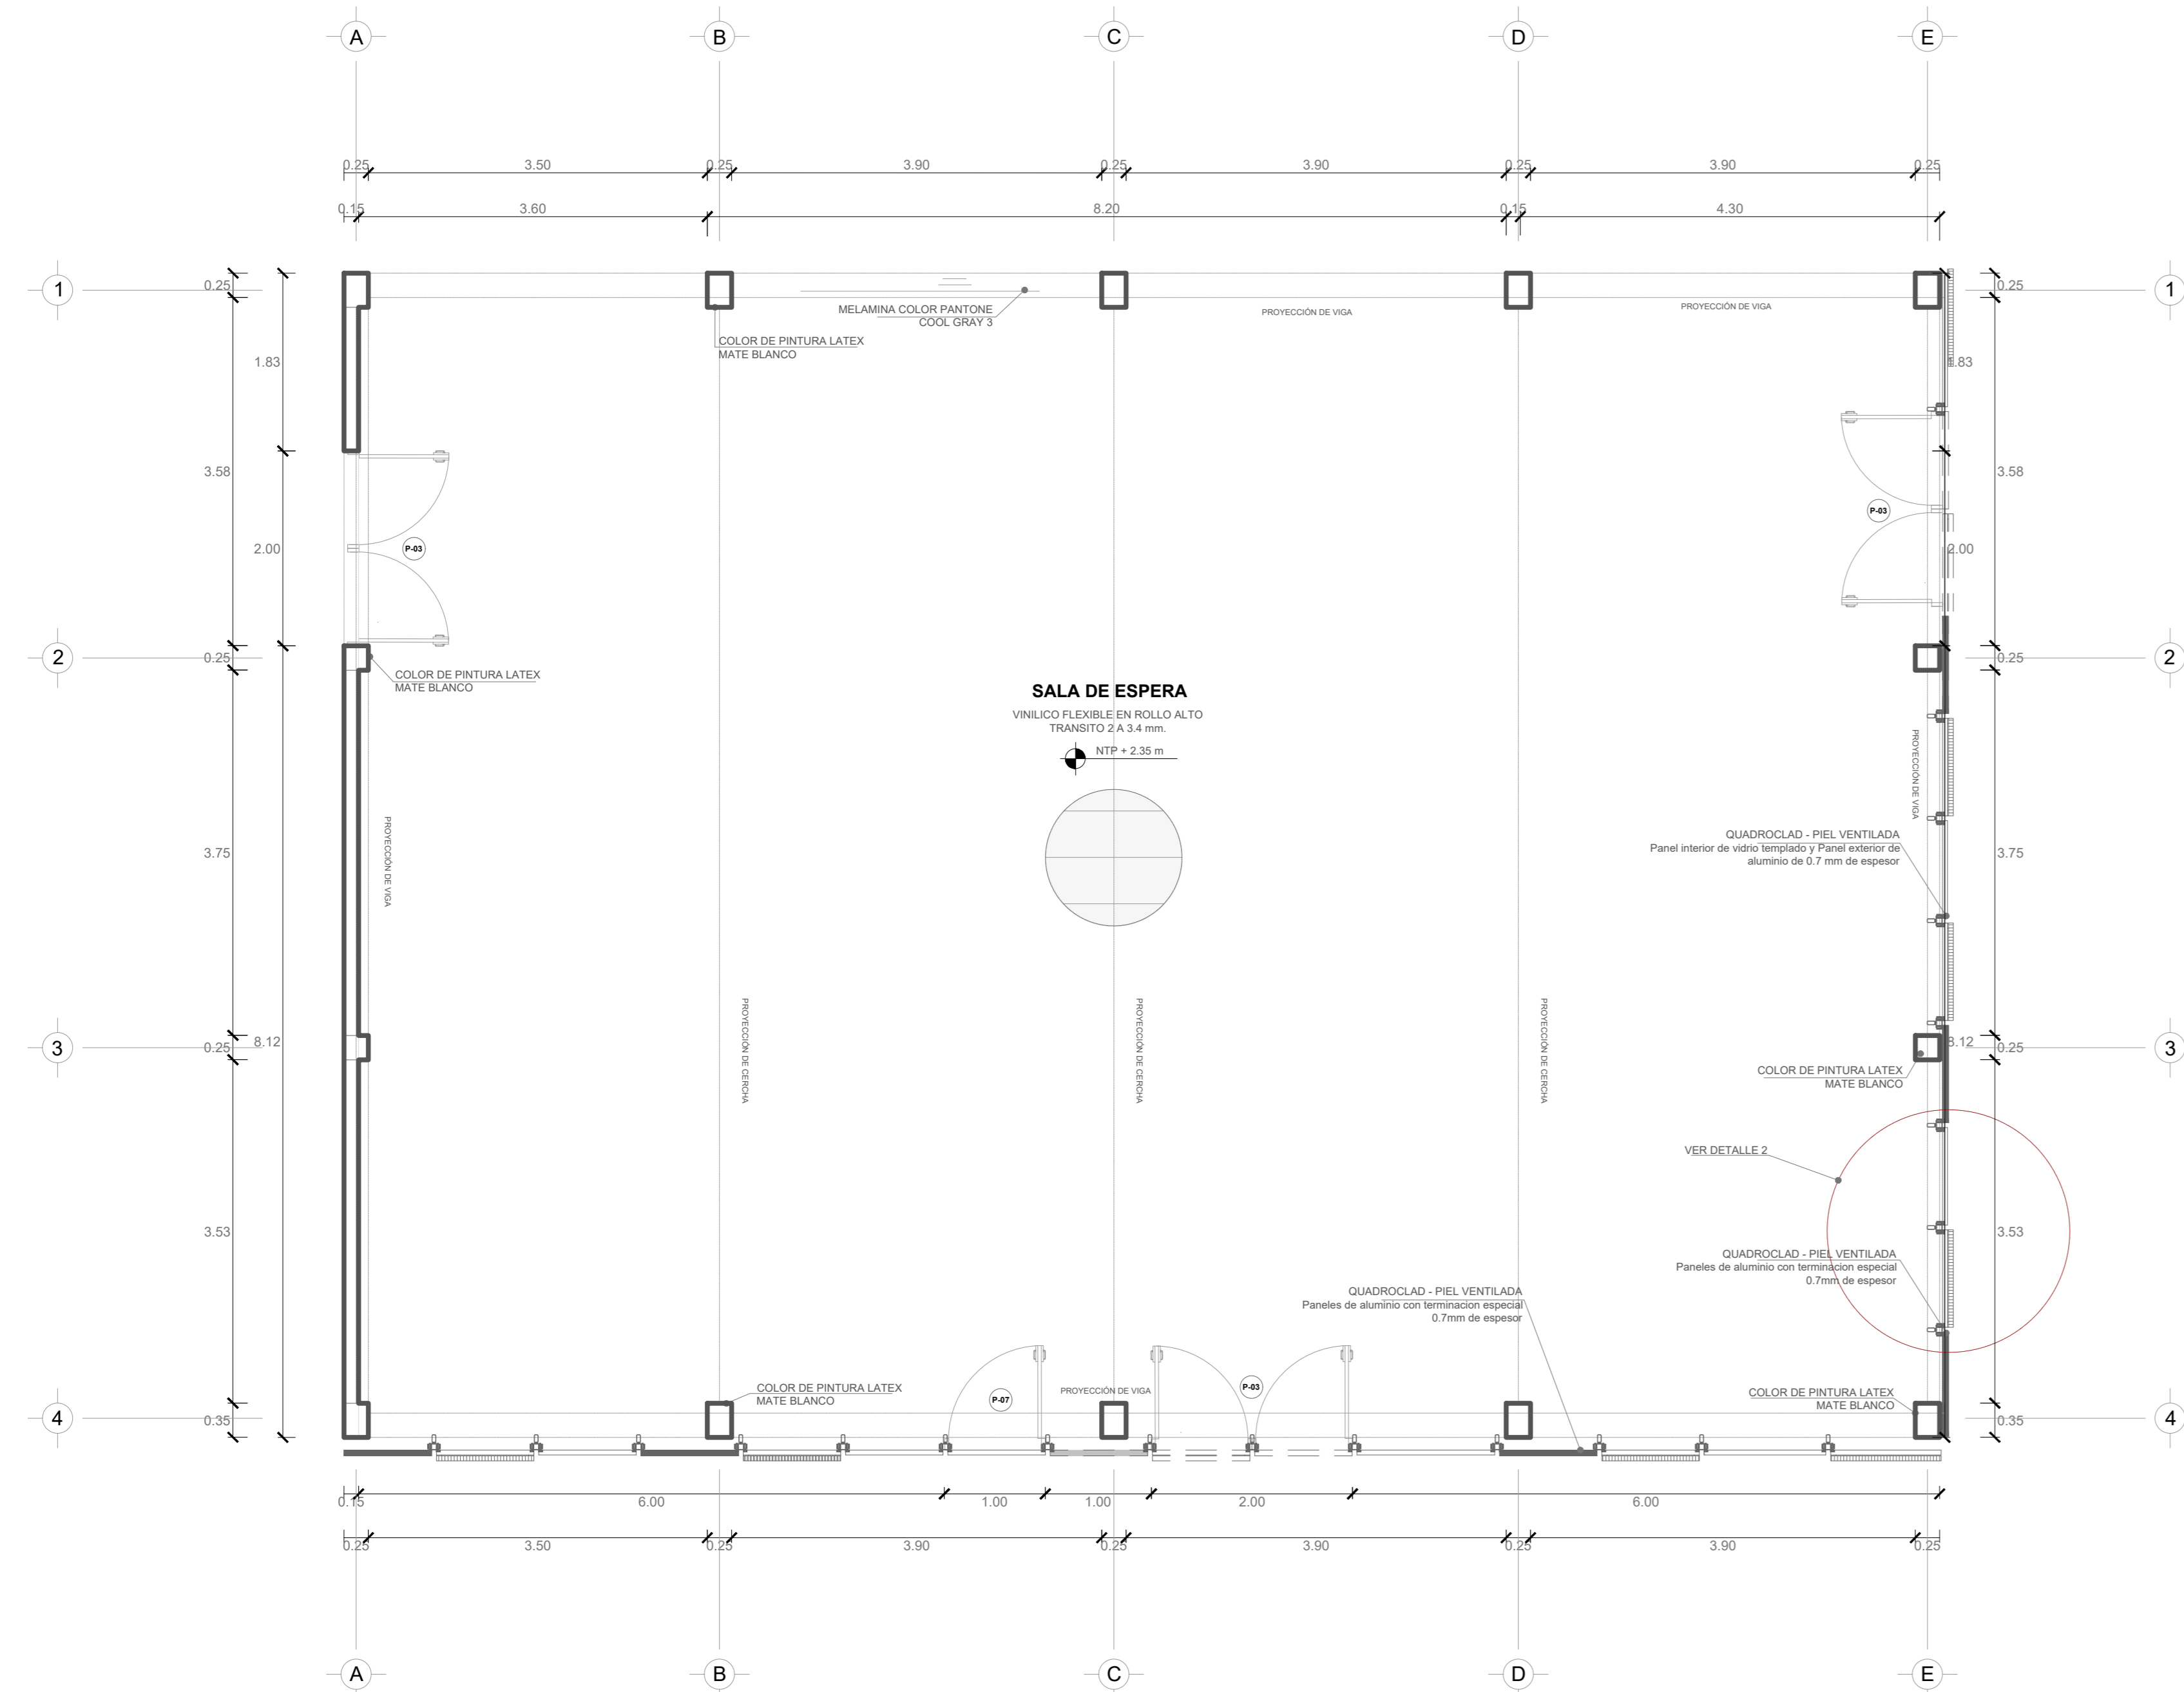 A
B
C
D
E
0.25
3.50
0.25
3.90
0.25
3.90
0.25
3.90
0.25
0.15
3.60
8.20
0.15
4.30
1
0.25
0.25
1
MELAMINA COLOR PANTONE
COOL GRAY 3
PROYECCIÓN DE VIGA
PROYECCIÓN DE VIGA
COLOR DE PINTURA LATEX
MATE BLANCO
1.83
1.83
3.58
3.58
P-03
P-03
2.00
2.00
2
0.25
0.25
2
COLOR DE PINTURA LATEX
MATE BLANCO
SALA DE ESPERA
VINILICO FLEXIBLE EN ROLLO ALTO
TRANSITO 2 A 3.4 mm.
NTP + 2.35 m
PROYECCIÓN DE VIGA
PROYECCIÓN DE VIGA
QUADROCLAD - PIEL VENTILADA
Panel interior de vidrio templado y Panel exterior de
aluminio de 0.7 mm de espesor
3.75
3.75
PROYECCIÓN DE CERCHA
PROYECCIÓN DE CERCHA
PROYECCIÓN DE CERCHA
3
0.25
8.12
8.12
0.25
3
COLOR DE PINTURA LATEX
MATE BLANCO
VER DETALLE 2
3.53
3.53
QUADROCLAD - PIEL VENTILADA
Paneles de aluminio con terminacion especial
0.7mm de espesor
QUADROCLAD - PIEL VENTILADA
Paneles de aluminio con terminacion especial
0.7mm de espesor
COLOR DE PINTURA LATEX
MATE BLANCO
P-07
PROYECCIÓN DE VIGA
P-03
COLOR DE PINTURA LATEX
MATE BLANCO
4
0.35
0.35
4
0.15
6.00
1.00
1.00
2.00
6.00
0.25
3.50
0.25
3.90
0.25
3.90
0.25
3.90
0.25
A
B
C
D
E